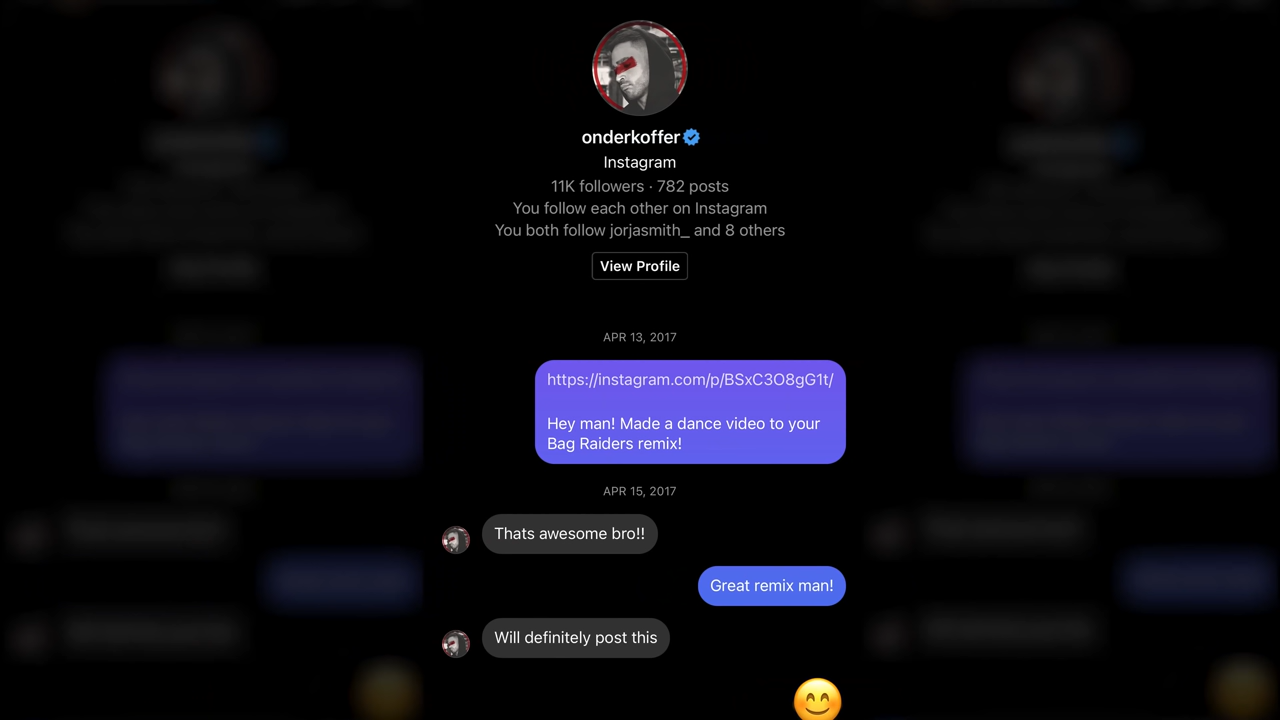 onderkoffer
Instagram
11K followers · 782 posts
You follow each other on Instagram
You both follow jorjasmith_ and 8 others
View Profile
APR 13, 2017
https://instagram.com/p/BSxC3O8gG1t/
Hey man! Made a dance video to your
Bag Raiders remix!
APR 15, 2017
Thats awesome bro!!
Great remix man!
Will definitely post this